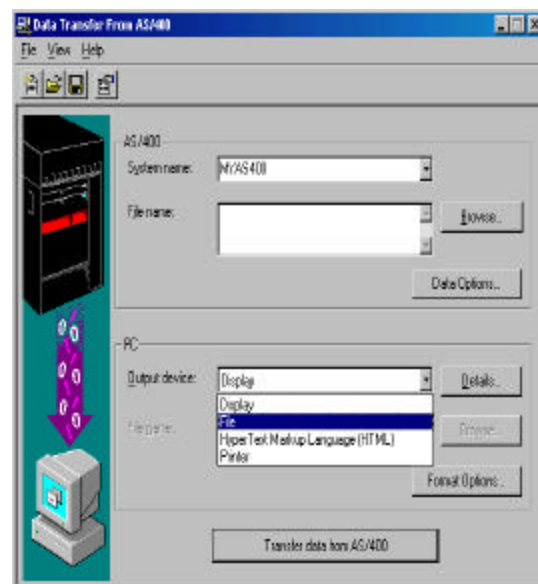 Data Transfer From AS/400
File View Help
AS/400
System name: MYAS400
File name: Browse...
Data Options...
PC
Output device: Display Details...
Display
File
File name: Browse...
HyperText Markup Language (HTML)
Printer
Format Options...
Transfer data from AS/400